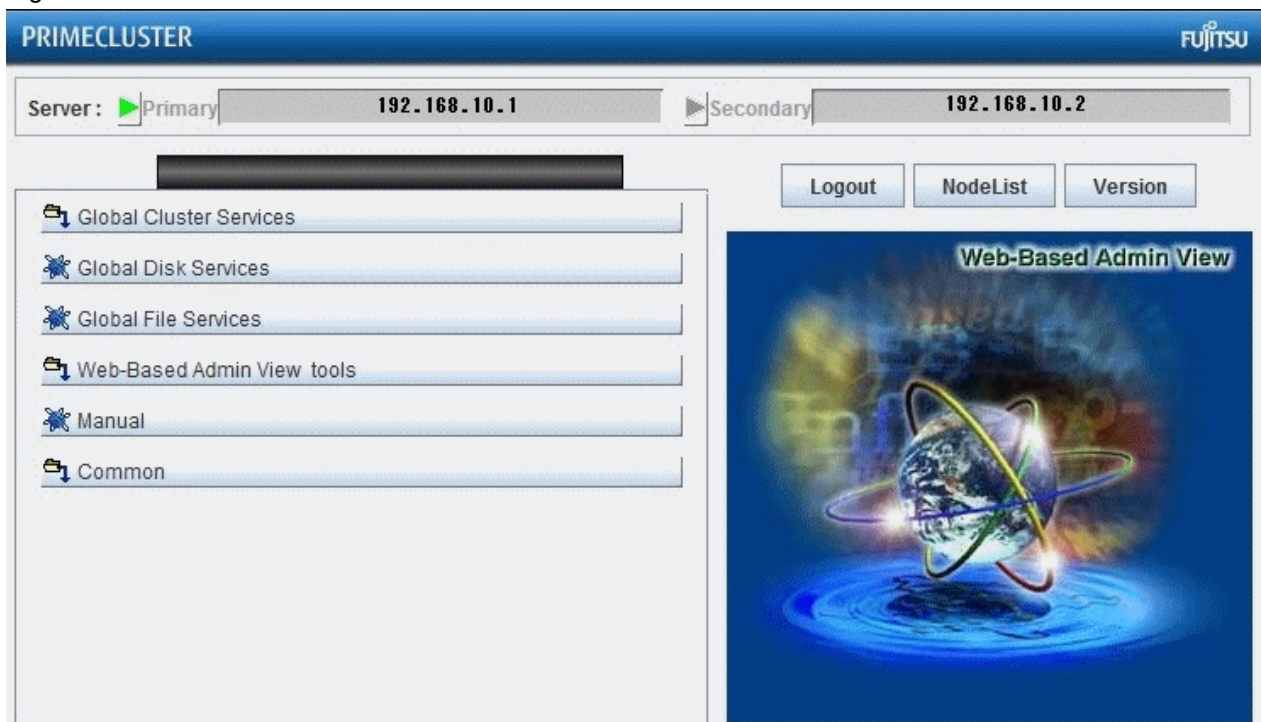 PRIMECLUSTER FUJITSU
Server : Primary 192.168.10.1 Secondary 192.168.10.2
Logout NodeList Version
Global Cluster Services
Global Disk Services
Global File Services
Web-Based Admin View tools
Manual
Common
Web-Based Admin View